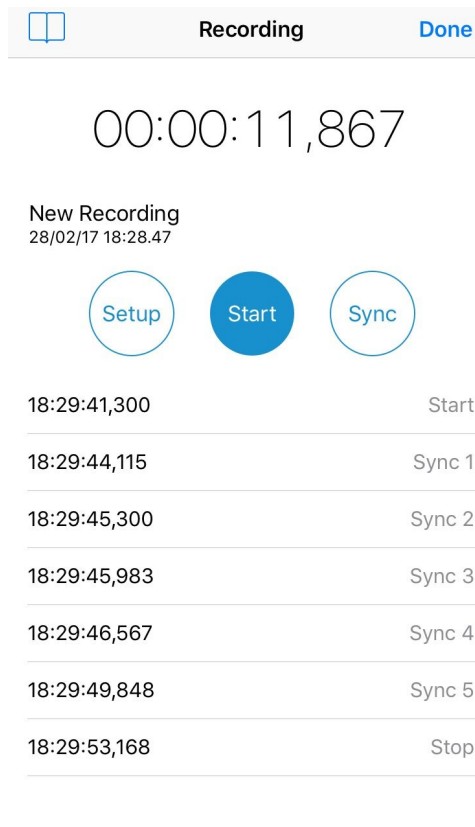 Recording Done
00:00:11,867
New Recording
28/02/17 18:28.47
Setup Start Sync
18:29:41,300 Start
18:29:44,115 Sync 1
18:29:45,300 Sync 2
18:29:45,983 Sync 3
18:29:46,567 Sync 4
18:29:49,848 Sync 5
18:29:53,168 Stop